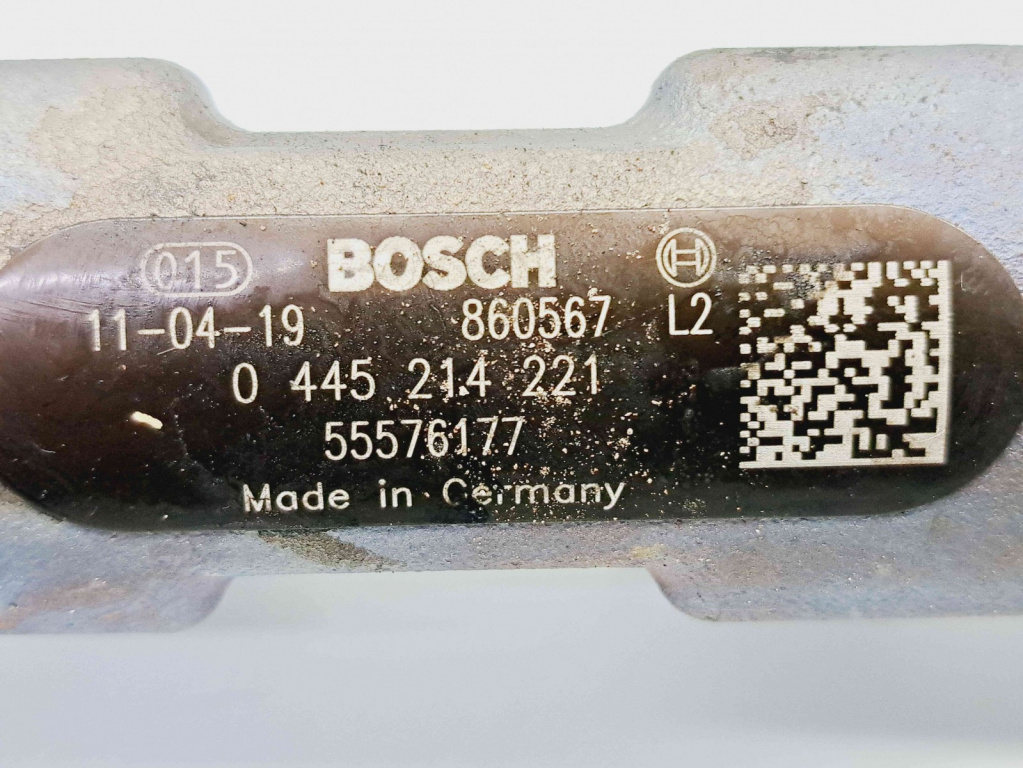 015 BOSCH
11-04-19 860567 L2
0 445 214 221
55576177
Made in Germany